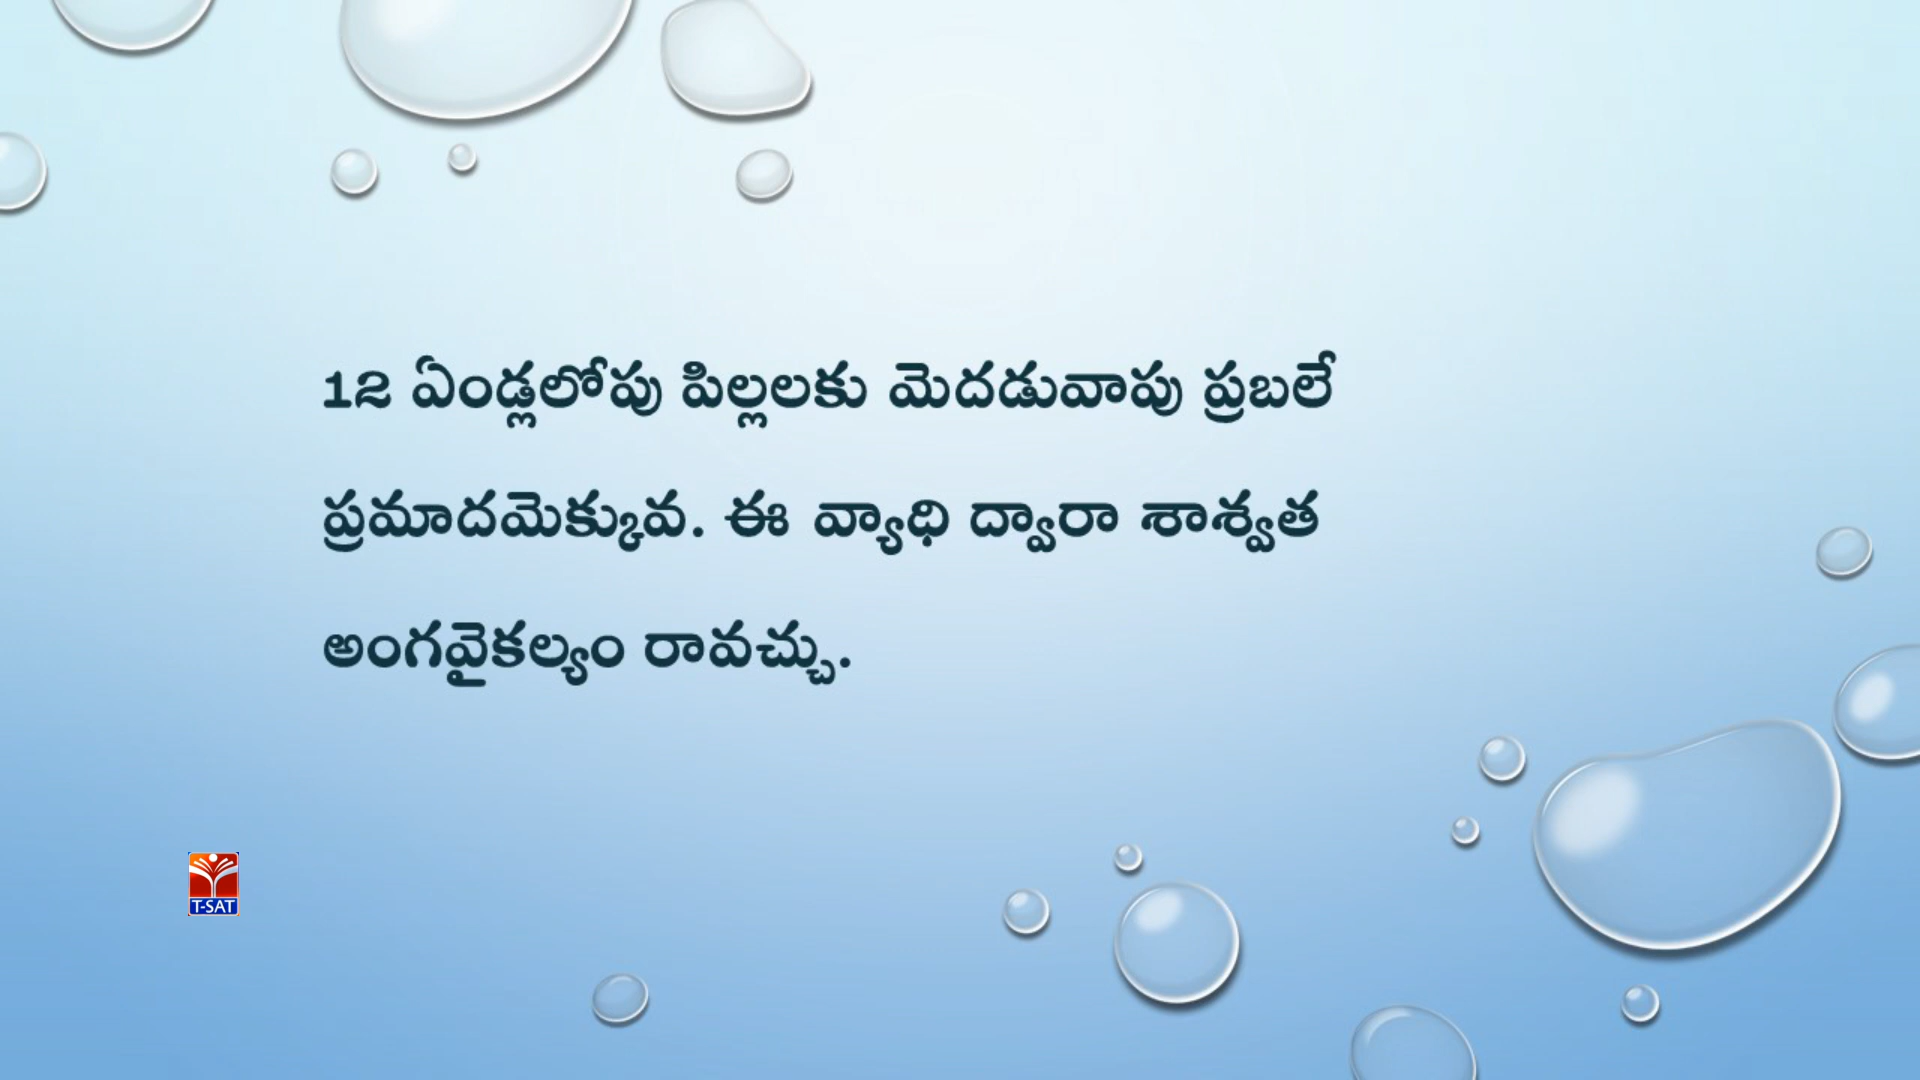 12 ఏండ్లలోపు పిల్లలకు మెదడువాపు ప్రబలే
ప్రమాదమెక్కువ. ఈ వ్యాధి ద్వారా శాశ్వత
అంగవైకల్యం రావచ్చు.
T-SAT